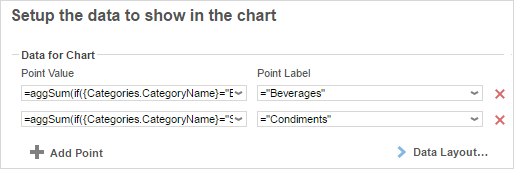 Setup the data to show in the chart
Data for Chart
Point Value Point Label
=aggSum(if({Categories.CategoryName}="B ="Beverages"
=aggSum(if({Categories.CategoryName}="S ="Condiments"
Add Point Data Layout...